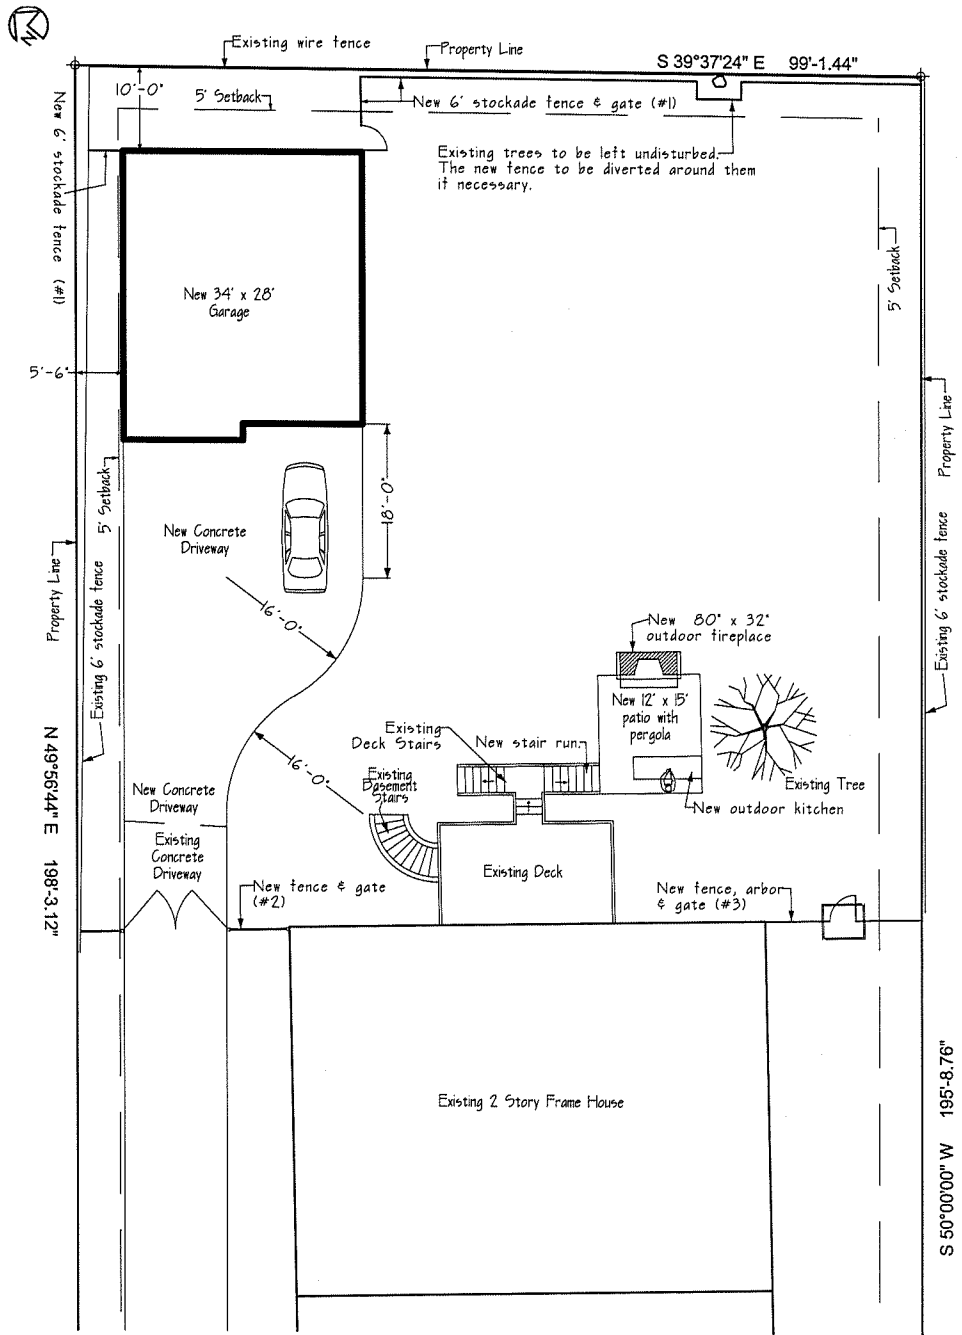 N
Existing wire fence
Property Line
S 39°37'24" E 99'-1.44"
10'-0"
5' Setback
New 6' stockade fence & gate (#1)
New 6' stockade fence (#1)
Existing trees to be left undisturbed.
The new fence to be diverted around them
if necessary.
5' Setback
New 34' x 28'
Garage
5'-6"
Property Line
5' Setback
18'-0"
New Concrete
Driveway
Existing 6' stockade fence
Property Line
Existing 6' stockade fence
16'-0"
New 80" x 32"
outdoor fireplace
New 12' x 15'
patio with
pergola
Existing
Deck Stairs
New stair run
16'-0"
Existing
Basement
Stairs
Existing Tree
New outdoor kitchen
New Concrete
Driveway
Existing
Concrete
Driveway
N 49°56'44" E 198'-3.12"
Existing Deck
New fence & gate
(#2)
New fence, arbor
& gate (#3)
Existing 2 Story Frame House
S 50°00'00" W 195'-8.76"